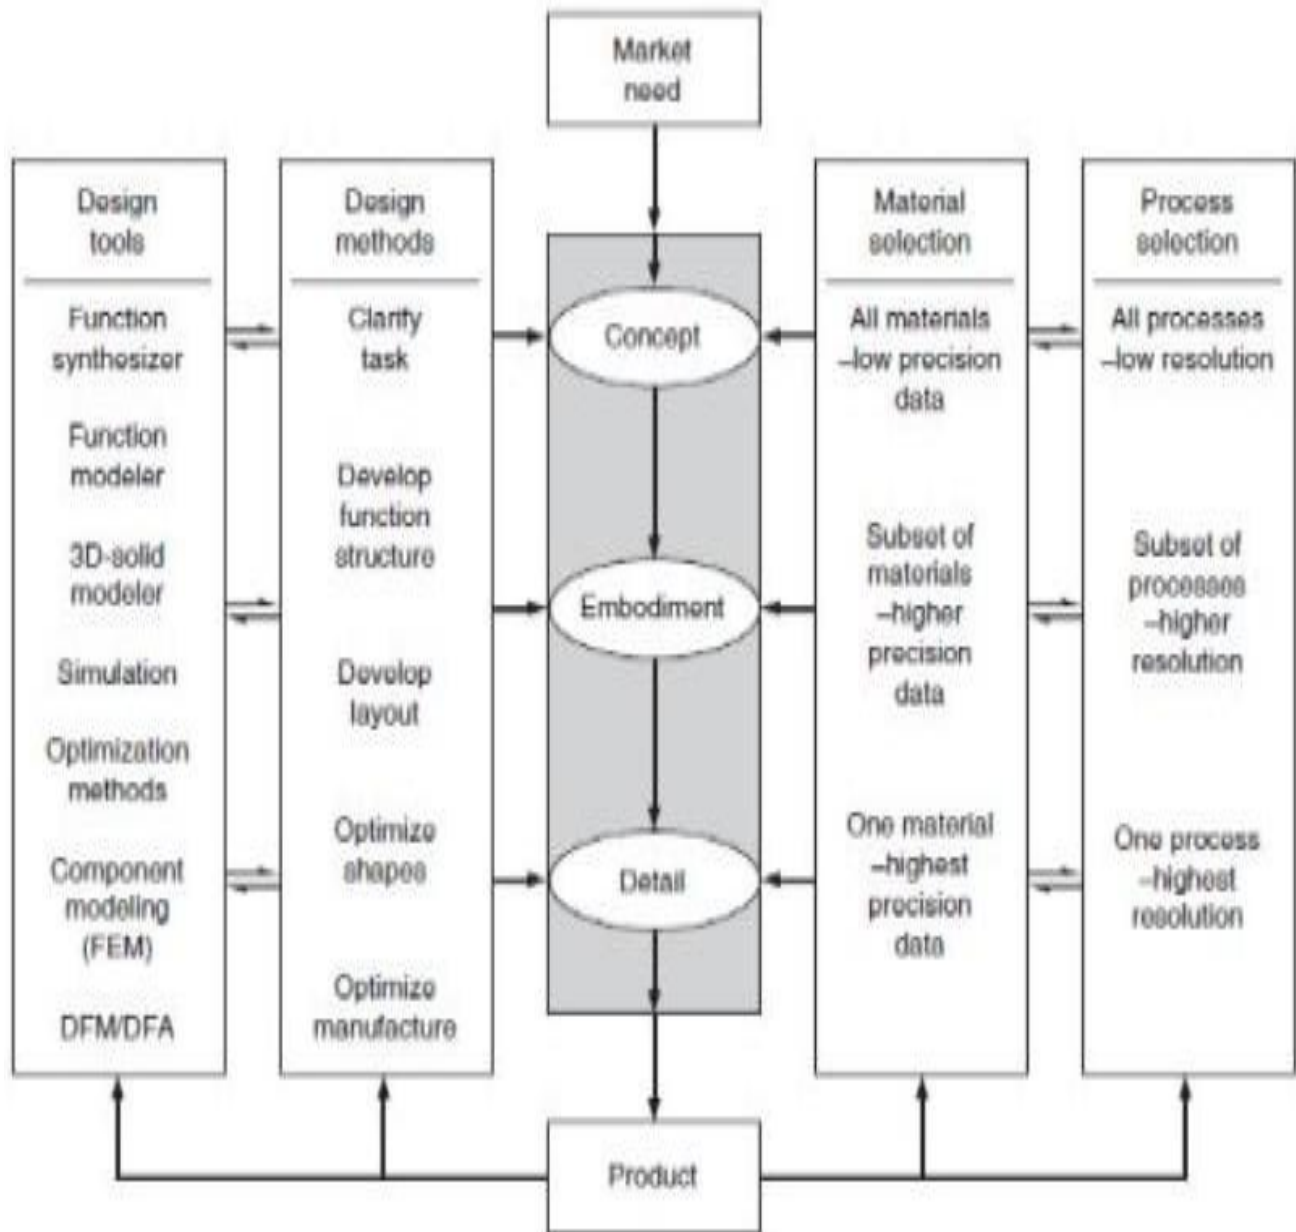 Market
need
Design
tools
Function
synthesizer
Function
modeler
3D-solid
modeler
Simulation
Optimization
methods
Component
modeling
(FEM)
DFM/DFA
Design
methods
Clarify
task
Develop
function
structure
Develop
layout
Optimize
shapes
Optimize
manufacture
Concept
Embodiment
Detail
Material
selection
All materials
–low precision
data
Subset of
materials
–higher
precision
data
One material
–highest
precision
data
Process
selection
All processes
–low resolution
Subset of
processes
–higher
resolution
One process
–highest
resolution
Product